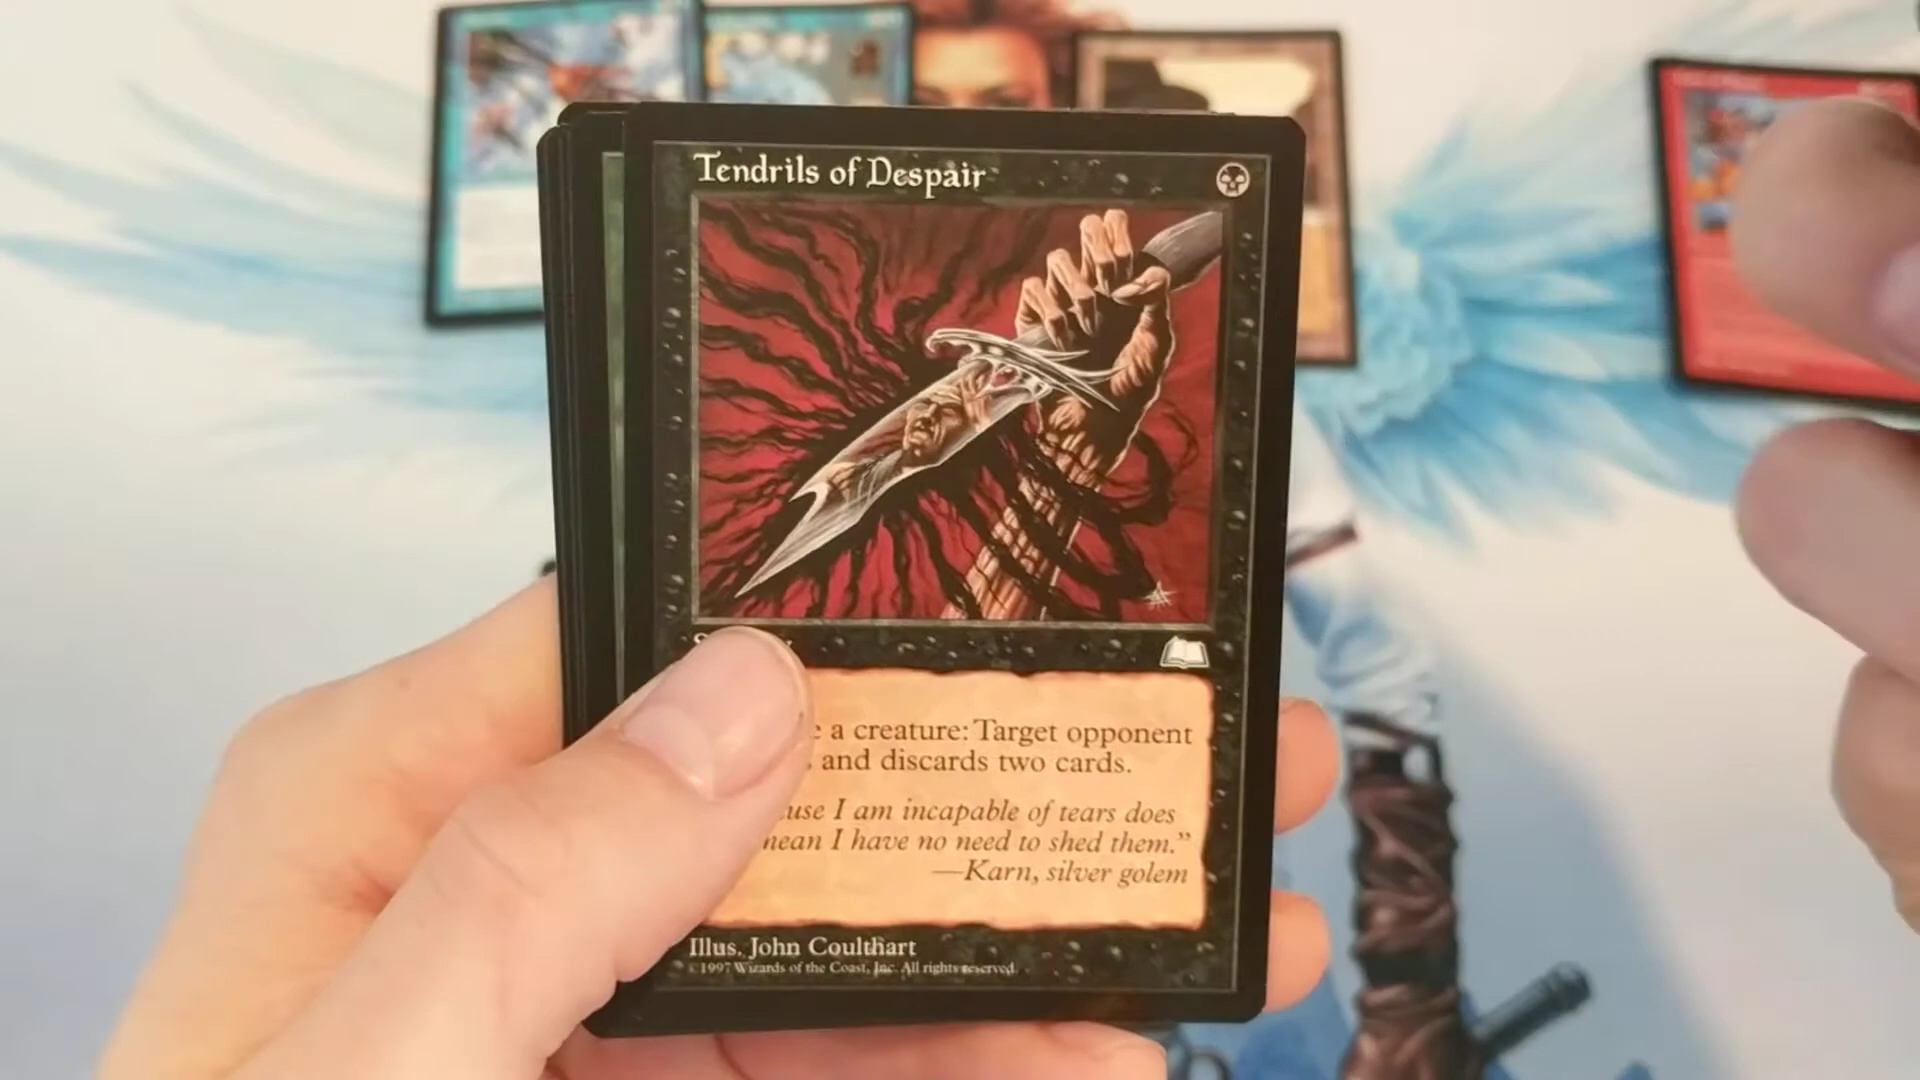 Tendrils of Despair
e a creature: Target opponent
and discards two cards.
use I am incapable of tears does
mean I have no need to shed them.”
—Karn, silver golem
Illus. John Coulthart
©1997 Wizards of the Coast, Inc. All rights reserved.